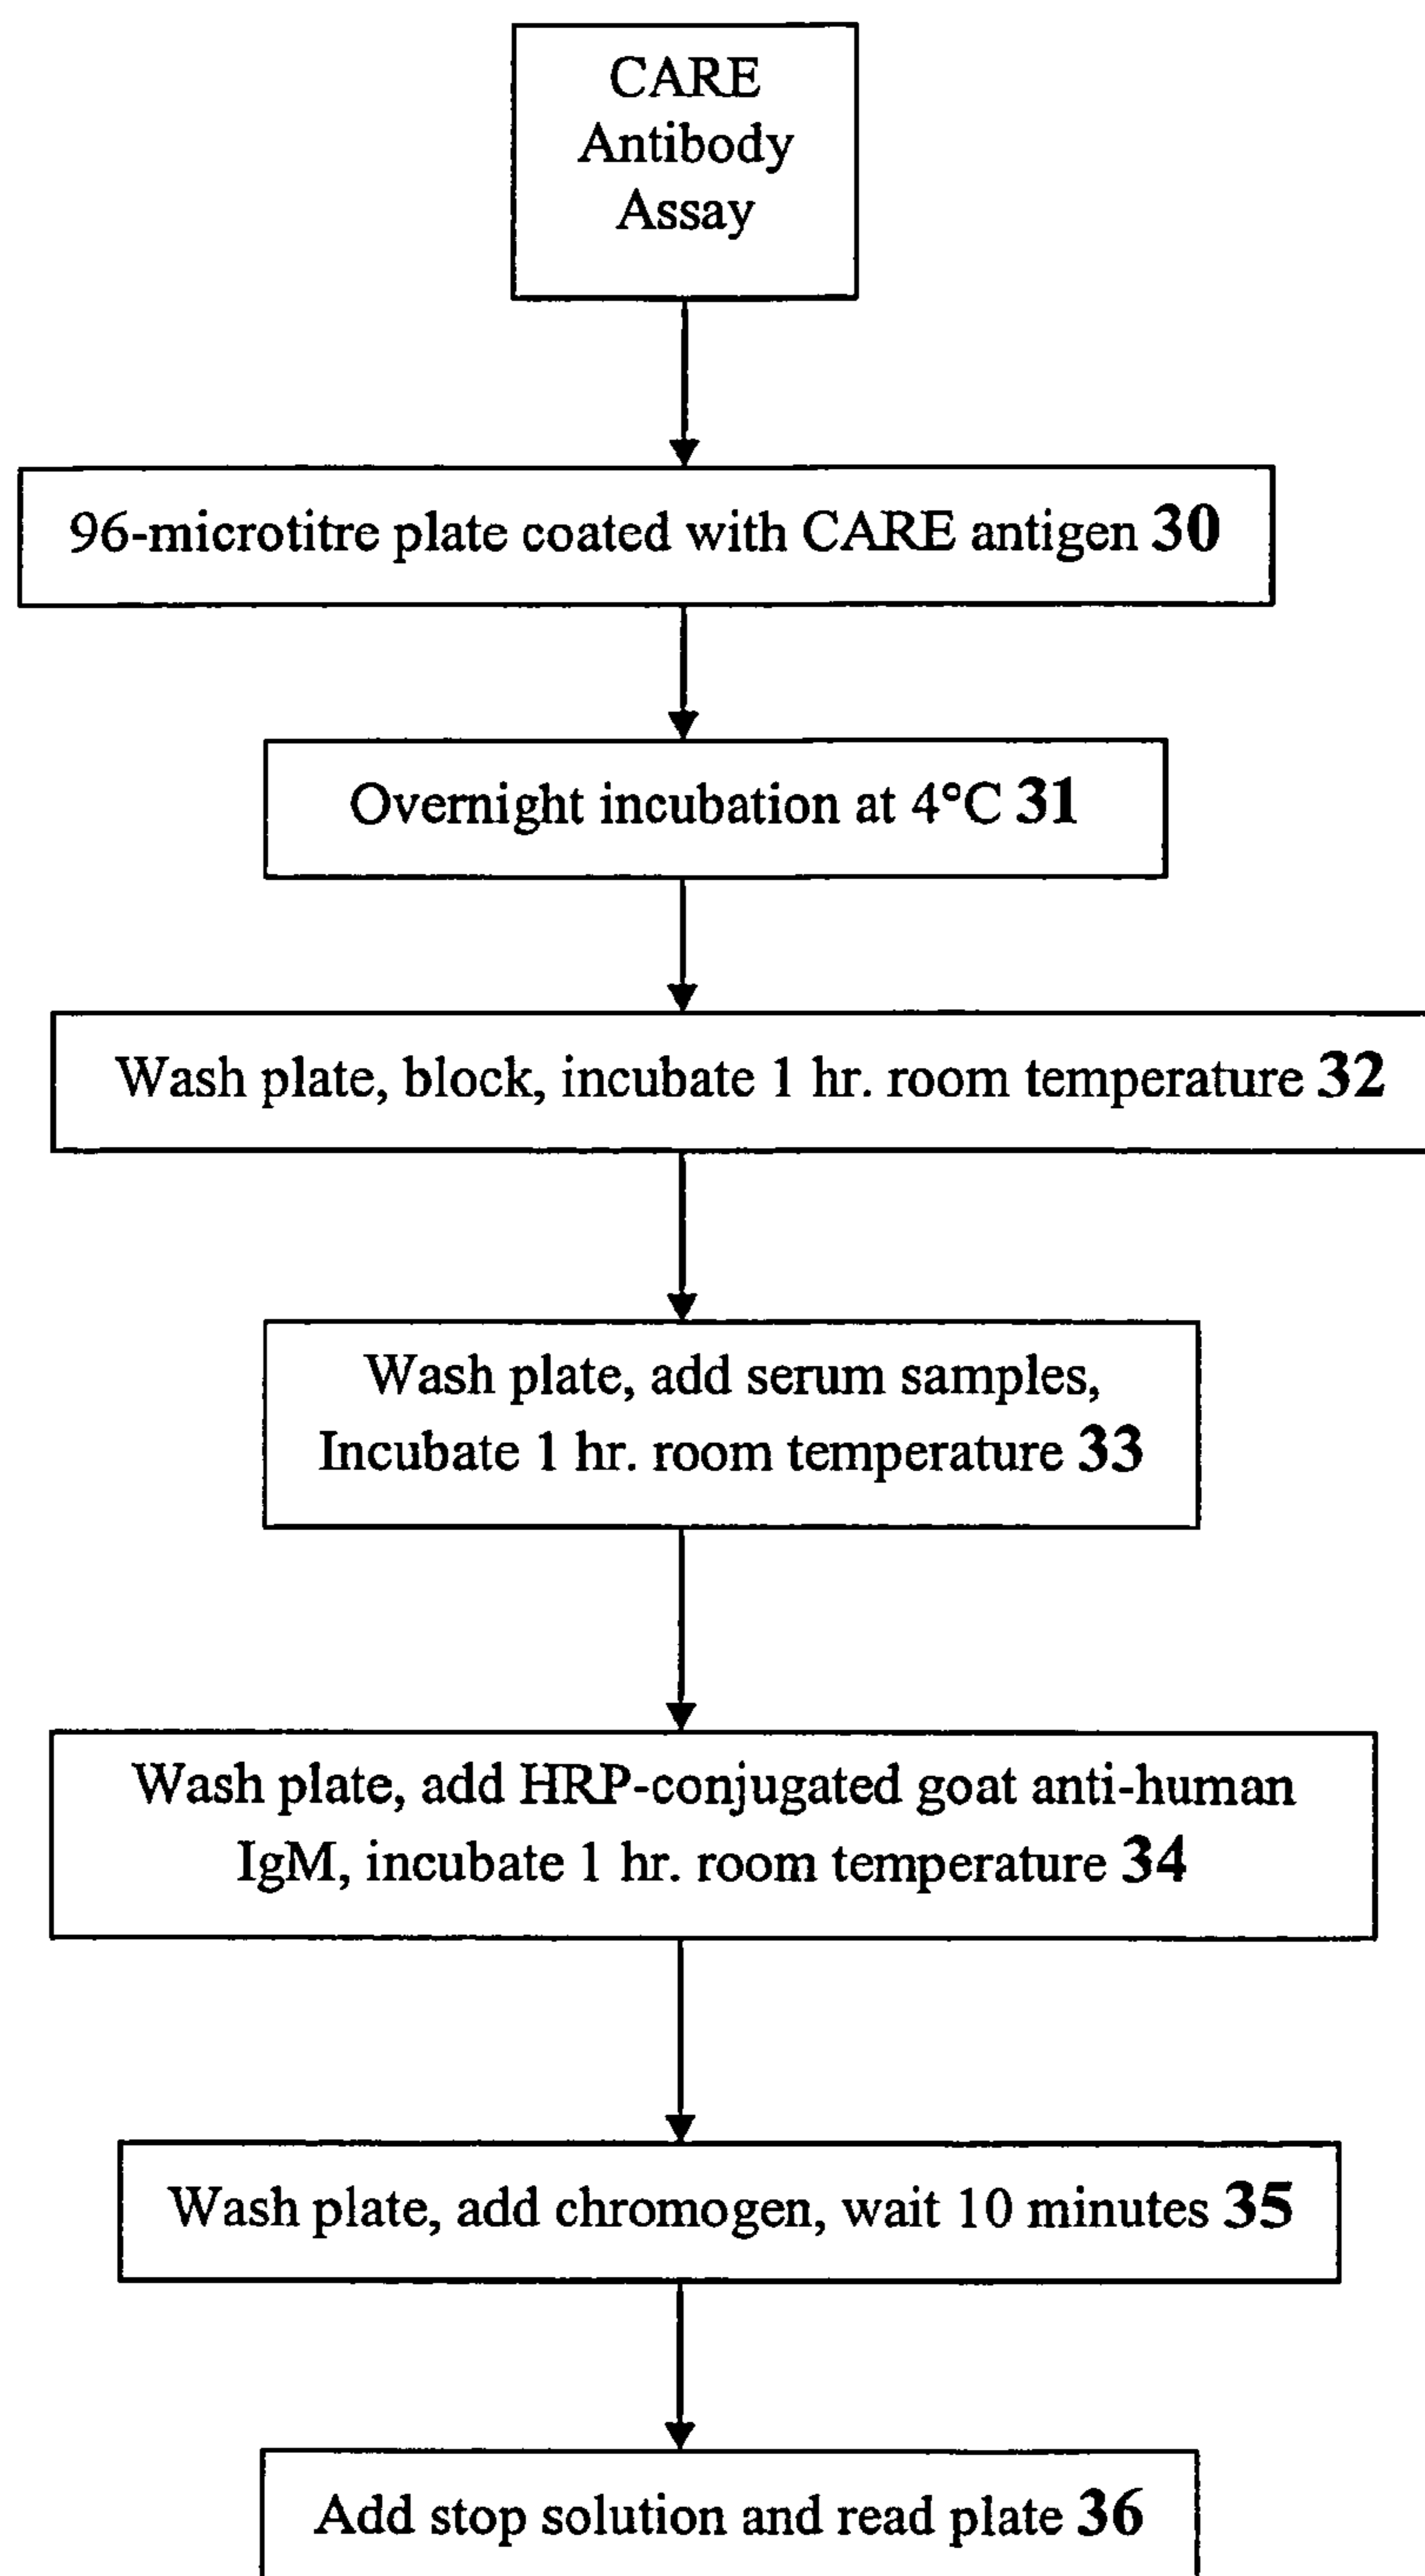 CARE
Antibody
Assay
96-microtitre plate coated with CARE antigen 30
Overnight incubation at 4°C 31
Wash plate, block, incubate 1 hr. room temperature 32
Wash plate, add serum samples,
Incubate 1 hr. room temperature 33
Wash plate, add HRP-conjugated goat anti-human
IgM, incubate 1 hr. room temperature 34
Wash plate, add chromogen, wait 10 minutes 35
Add stop solution and read plate 36